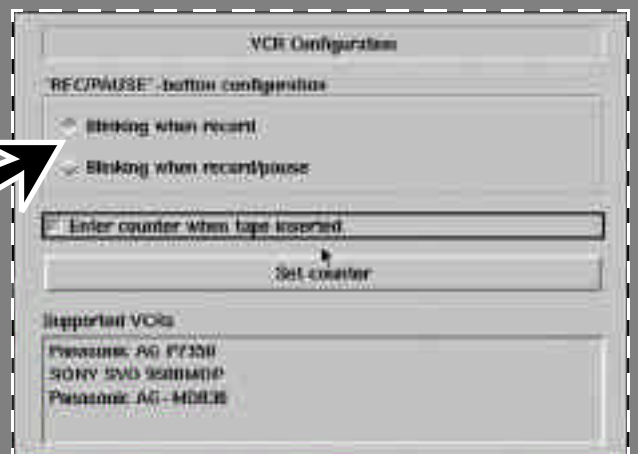 VCR Configuration
"REC/PAUSE"-button configuration
Blinking when record
Blinking when record/pause
Enter counter when tape inserted
Set counter
Supported VCRs
Panasonic AG
SONY SVO 9500MDP
Panasonic AG-MD830